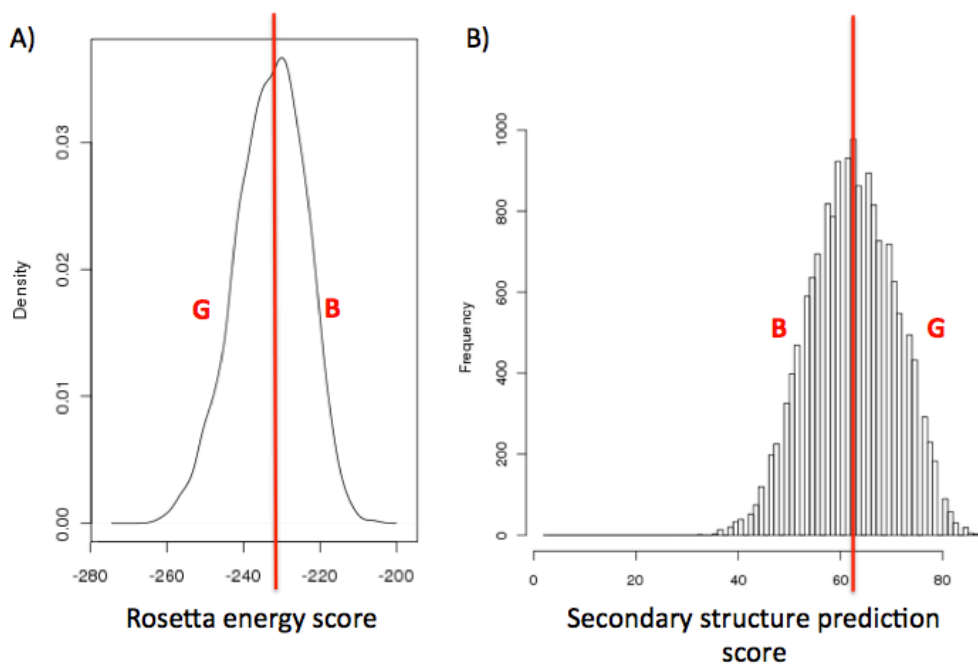 A)
Density
0.00
0.01
0.02
0.03
G
B
-280
-260
-240
-220
-200
Rosetta energy score
B)
Frequency
0
200
400
600
800
1000
B
G
0
20
40
60
80
Secondary structure prediction
score